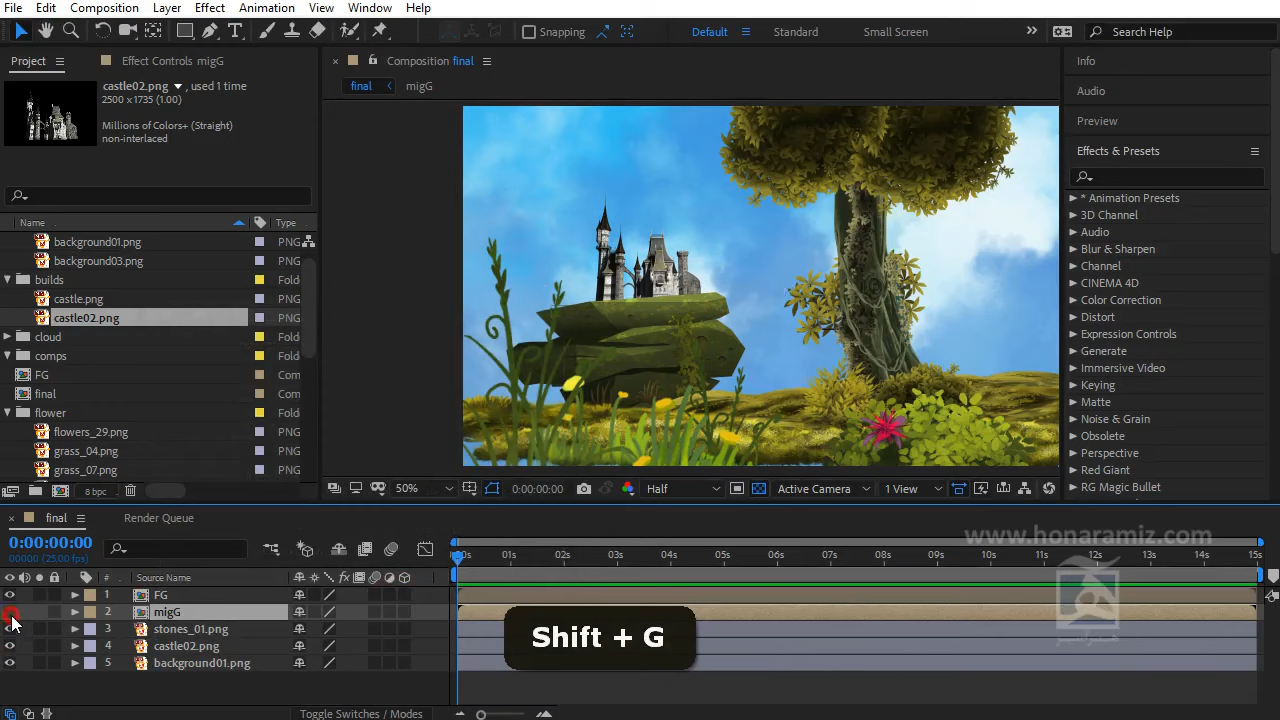 File Edit Composition Layer Effect Animation View Window Help
Snapping Default Standard Small Screen Search Help
Project Effect Controls migG
castle02.png , used 1 time
2500 x1735 (1.00)
Millions of Colors+ (Straight)
non-interlaced
Name Type
background01.png PNG
background03.png PNG
builds Fold
castle.png PNG
castle02.png PNG
cloud Fold
comps Fold
FG Com
final Com
flower Fold
flowers_29.png PNG
grass_04.png PNG
grass_07.png PNG
8 bpc
Composition final
final migG
50% 0:00:00:00 Half Active Camera 1 View
Info
Audio
Preview
Effects & Presets
* Animation Presets
3D Channel
Audio
Blur & Sharpen
Channel
CINEMA 4D
Color Correction
Distort
Expression Controls
Generate
Immersive Video
Keying
Matte
Noise & Grain
Obsolete
Perspective
Red Giant
RG Magic Bullet
final Render Queue
0:00:00:00
00000 (25.00 fps)
# Source Name
00s 01s 02s 03s 04s 05s 06s 07s 08s 09s 10s 11s 12s 13s 14s 15s
1 FG
2 migG
3 stones_01.png
4 castle02.png
5 background01.png
Toggle Switches / Modes
Shift + G
www.honaramiz.com